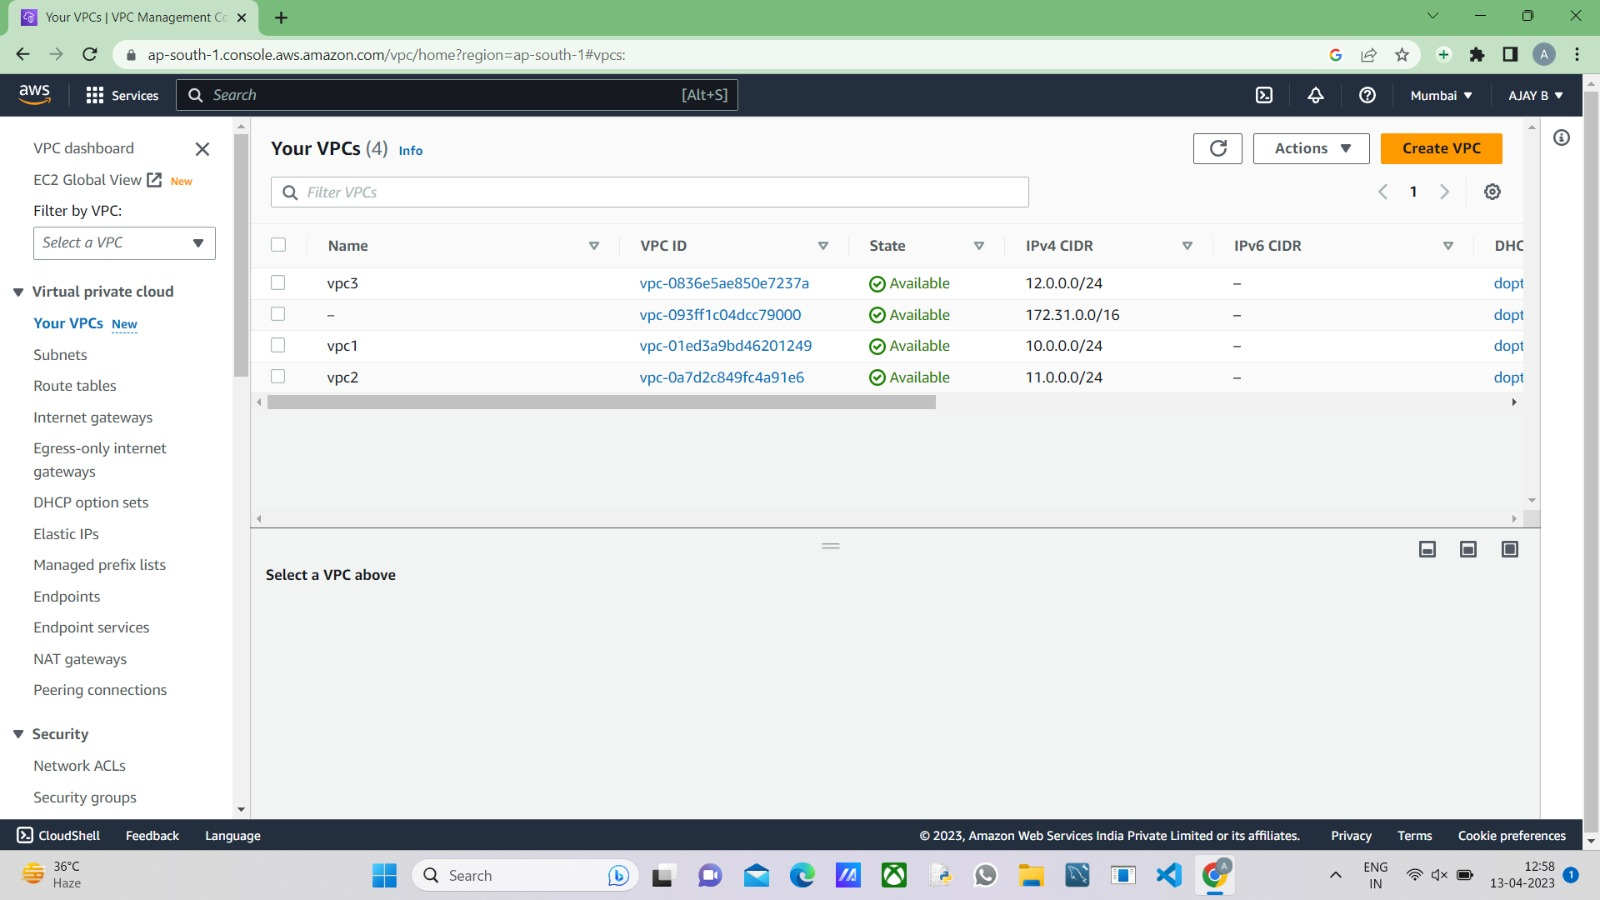 Your VPCs | VPC Management Co
ap-south-1.console.aws.amazon.com/vpc/home?region=ap-south-1#vpcs:
G
A
aws
Services
Search
[Alt+S]
Mumbai
AJAY B
VPC dashboard
EC2 Global View New
Filter by VPC:
Select a VPC
Virtual private cloud
Your VPCs New
Subnets
Route tables
Internet gateways
Egress-only internet
gateways
DHCP option sets
Elastic IPs
Managed prefix lists
Endpoints
Endpoint services
NAT gateways
Peering connections
Security
Network ACLs
Security groups
Your VPCs (4) Info
Actions
Create VPC
Filter VPCs
1
Name VPC ID State IPv4 CIDR IPv6 CIDR DHC
vpc3 vpc-0836e5ae850e7237a Available 12.0.0.0/24 – dopt
– vpc-093ff1c04dcc79000 Available 172.31.0.0/16 – dopt
vpc1 vpc-01ed3a9bd46201249 Available 10.0.0.0/24 – dopt
vpc2 vpc-0a7d2c849fc4a91e6 Available 11.0.0.0/24 – dopt
Select a VPC above
CloudShell Feedback Language © 2023, Amazon Web Services India Private Limited or its affiliates. Privacy Terms Cookie preferences
36°C
Haze
Search
A
ENG
IN
12:58
13-04-2023
1